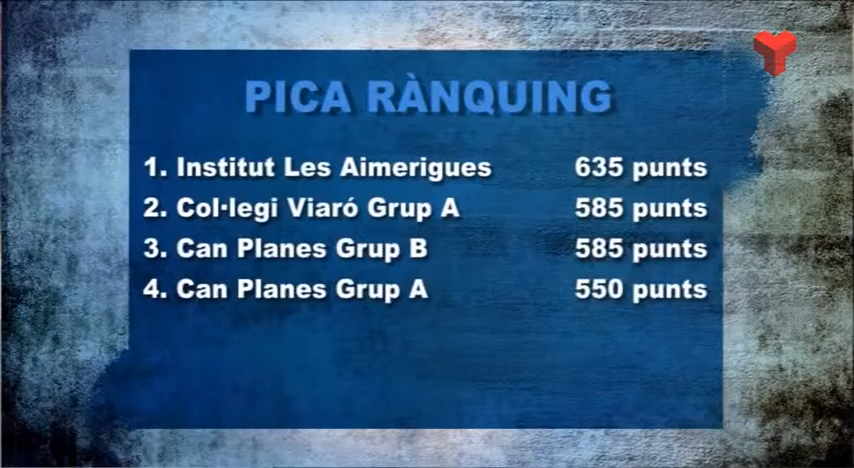 PICA RÀNQUING
1. Institut Les Aimerigues 635 punts
2. Col·legi Viaró Grup A 585 punts
3. Can Planes Grup B 585 punts
4. Can Planes Grup A 550 punts